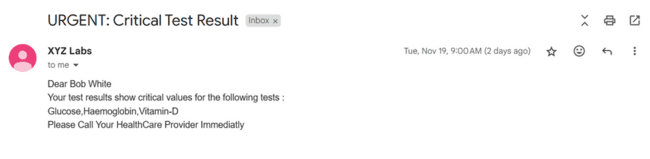 URGENT: Critical Test Result Inbox ×
XYZ Labs Tue, Nov 19, 9:00 AM (2 days ago)
to me
Dear Bob White
Your test results show critical values for the following tests :
Glucose,Haemoglobin,Vitamin-D
Please Call Your HealthCare Provider Immediatly